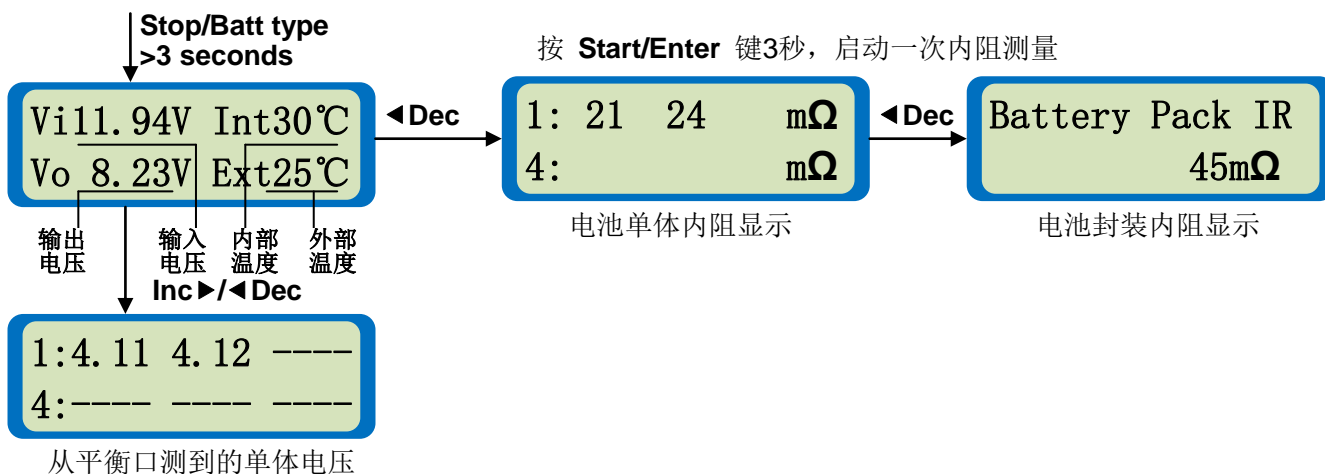 Stop/Batt type
>3 seconds
按 Start/Enter 键3秒，启动一次内阻测量
Vi11.94V Int30℃
Vo 8.23V Ext25℃
◀Dec
1: 21 24 mΩ
4: mΩ
◀Dec
Battery Pack IR
45mΩ
电池单体内阻显示
电池封装内阻显示
输出
电压
输入
电压
内部
温度
外部
温度
Inc▶/◀Dec
1:4.11 4.12 ----
4:---- ---- ----
从平衡口测到的单体电压